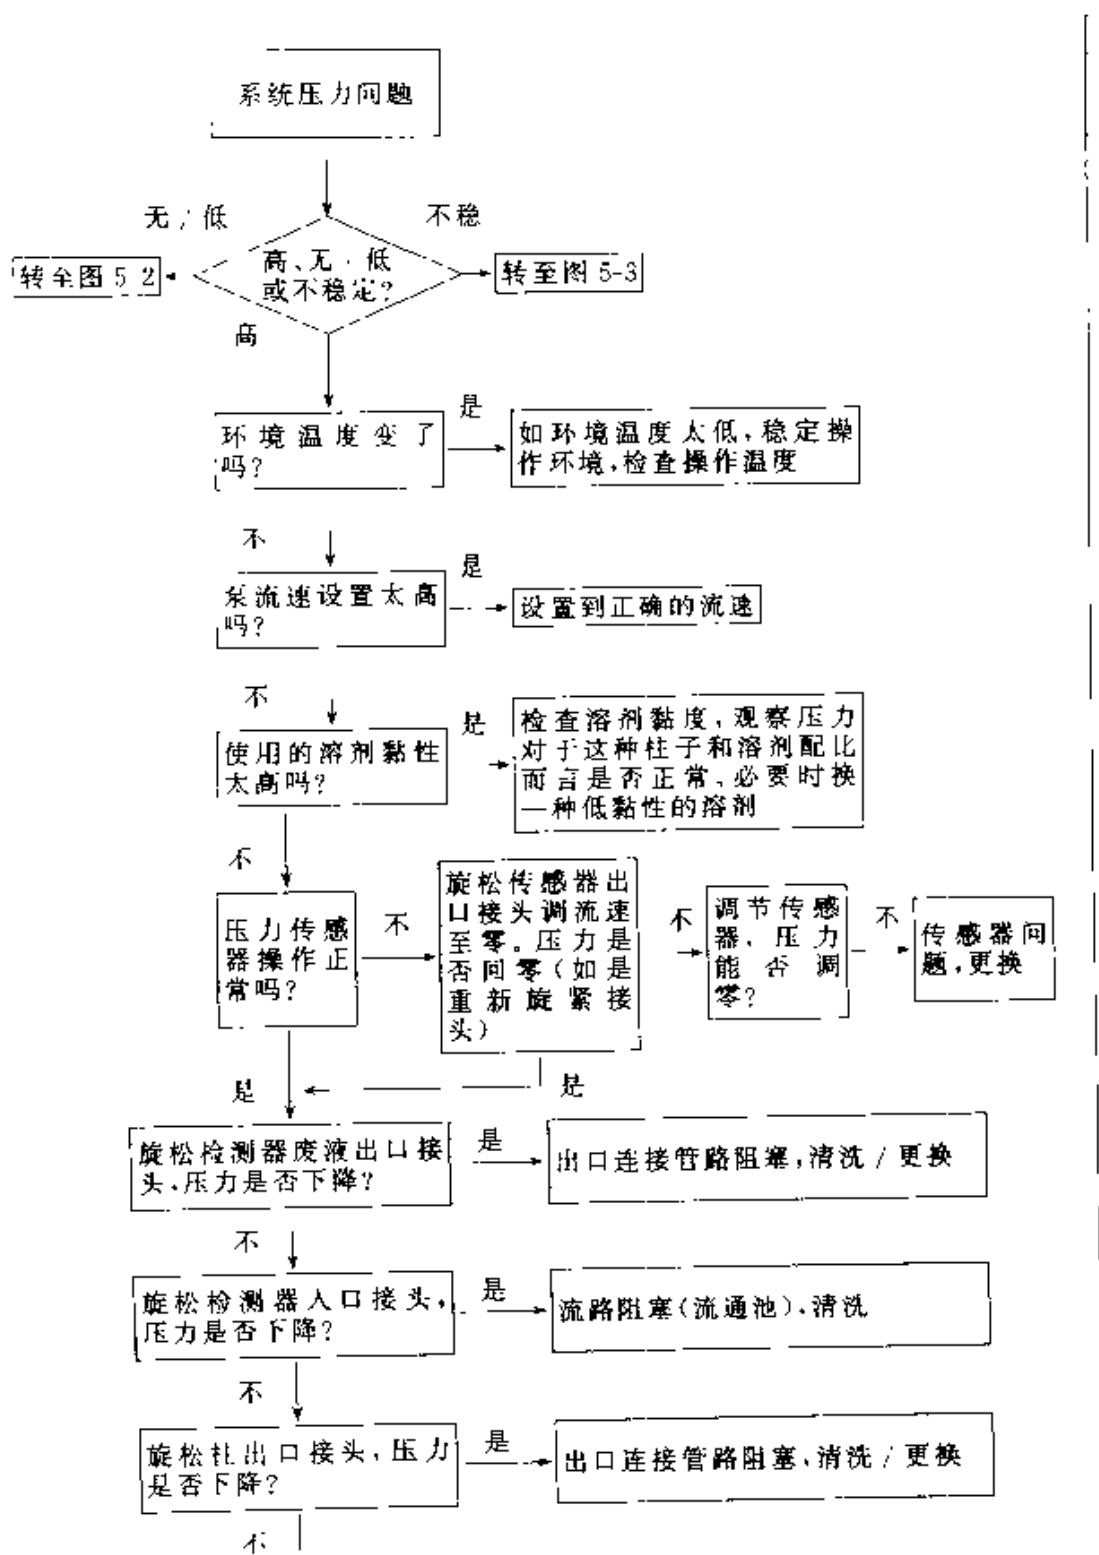 系统压力问题
无/低
不稳
转至图5 2
高、无·低
或不稳定?
转至图5-3
高
环境温度变了
吗?
是
如环境温度太低,稳定操
作环境,检查操作温度
不
泵流速设置太高
吗?
是
设置到正确的流速
不
使用的溶剂黏性
太高吗?
是
检查溶剂黏度,观察压力
对于这种柱子和溶剂配比
而言是否正常,必要时换
一种低黏性的溶剂
不
压力传感
器操作正
常吗?
不
旋松传感器出
口接头调流速
至零。压力是
否回零(如是
重新旋紧接
头)
不
调节传感
器、压力
能否调
零?
不
传感器问
题,更换
是
是
旋松检测器废液出口接
头,压力是否下降?
是
出口连接管路阻塞,清洗/更换
不
旋松检测器入口接头,
压力是否下降?
是
流路阻塞(流通池),清洗
不
旋松柱出口接头,压力
是否下降?
是
出口连接管路阻塞,清洗/更换
不